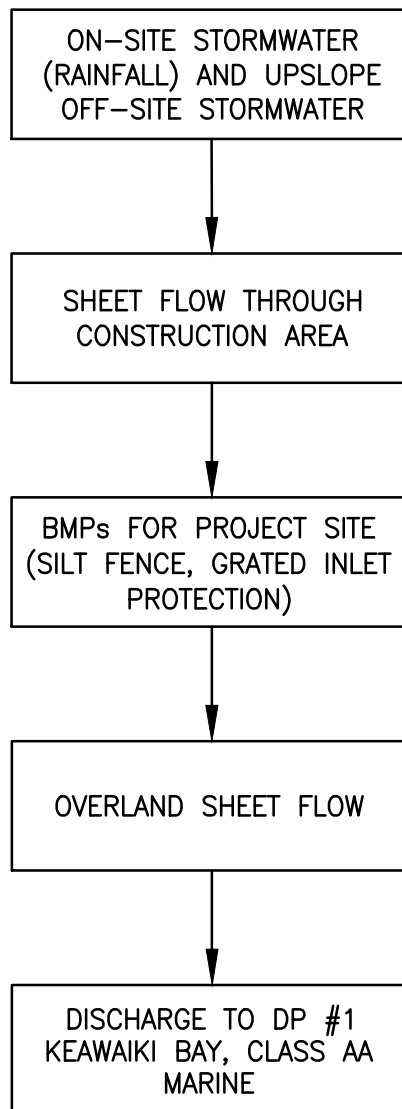 ON-SITE STORMWATER
(RAINFALL) AND UPSLOPE
OFF-SITE STORMWATER
SHEET FLOW THROUGH
CONSTRUCTION AREA
BMPs FOR PROJECT SITE
(SILT FENCE, GRATED INLET
PROTECTION)
OVERLAND SHEET FLOW
DISCHARGE TO DP #1
KEAWAIKI BAY, CLASS AA
MARINE